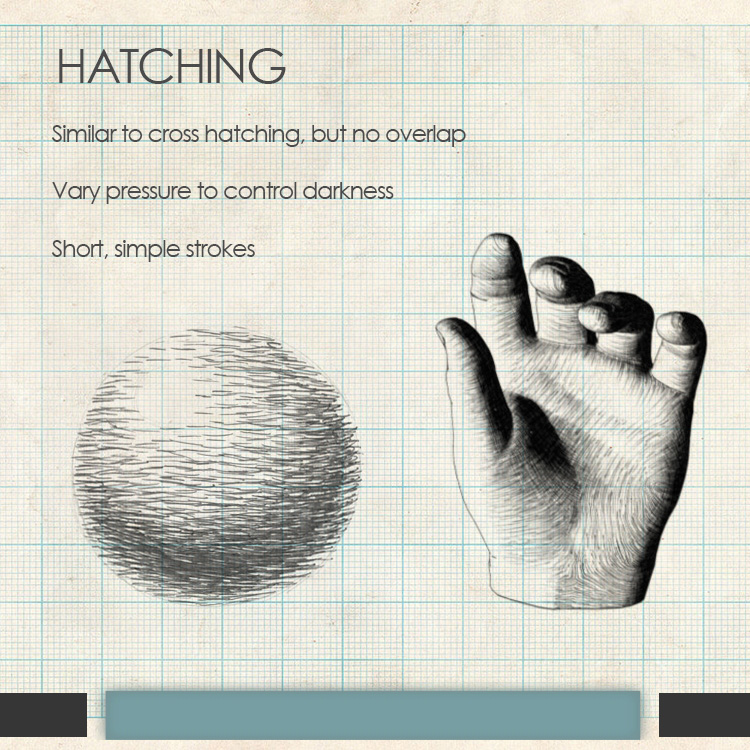 HATCHING
Similar to cross hatching, but no overlap
Vary pressure to control darkness
Short, simple strokes